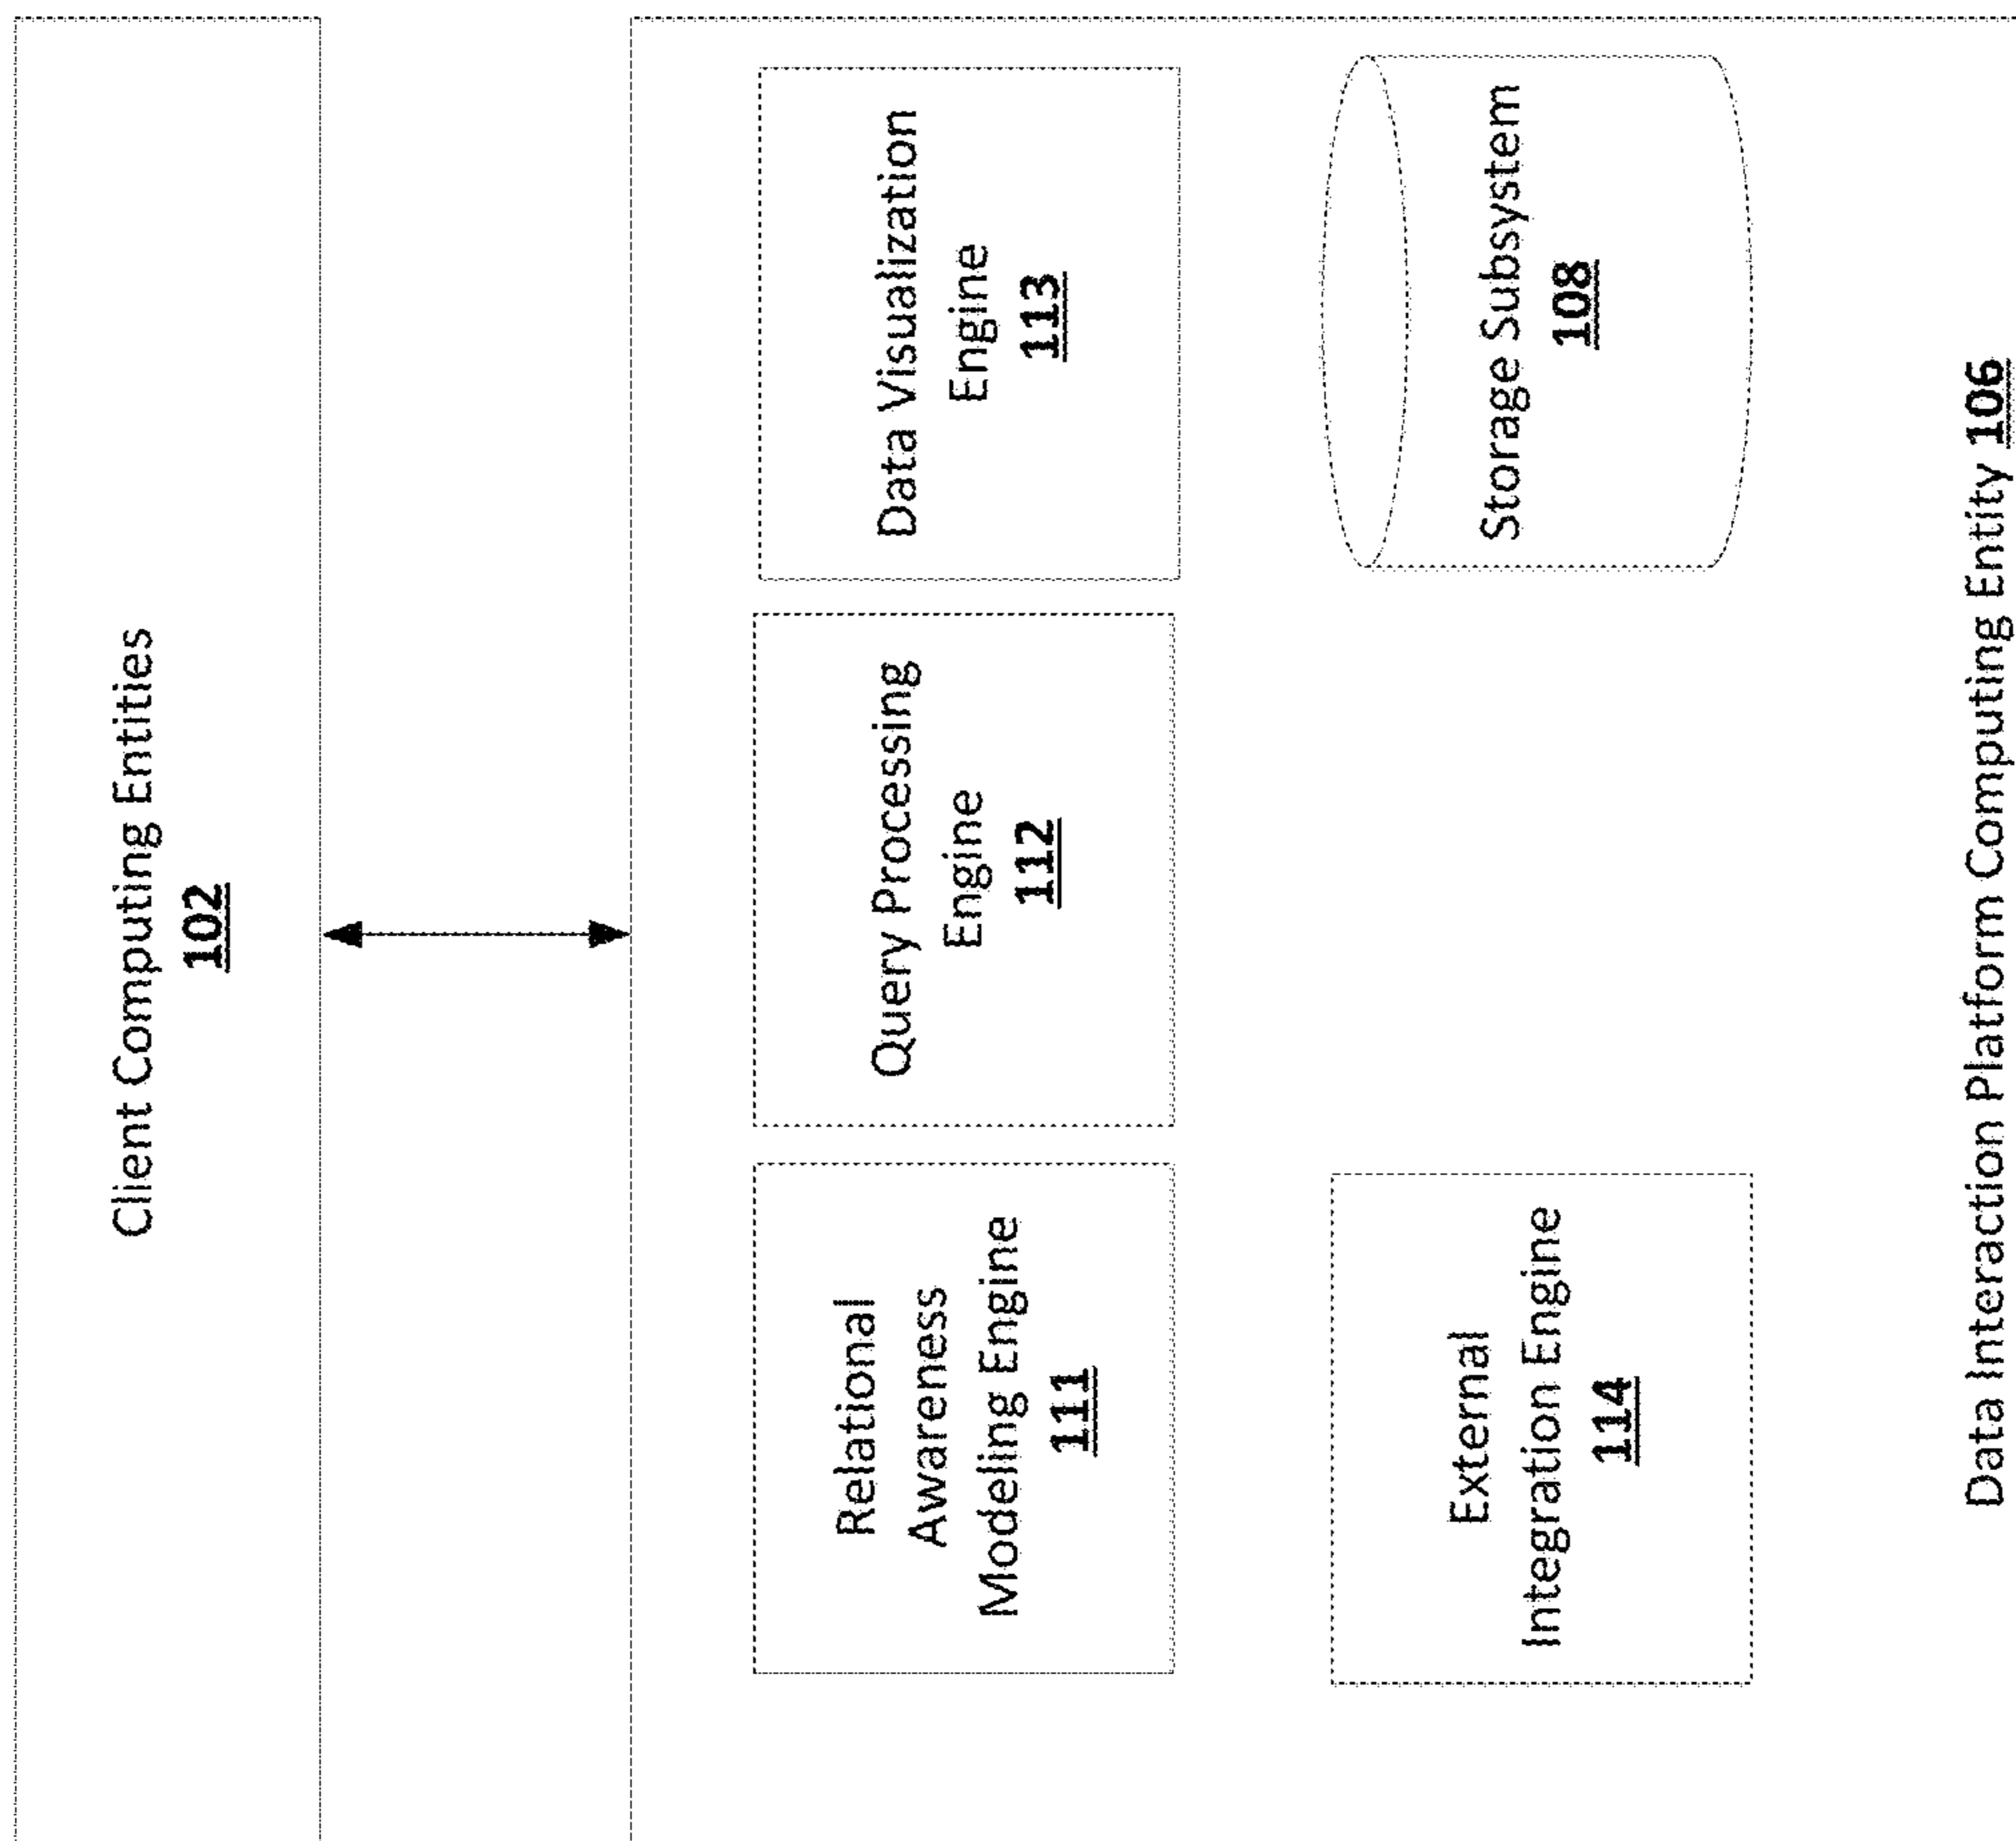 Client Computing Entities
102
Relational
Awareness
Modeling Engine
111
Query Processing
Engine
112
Data Visualization
Engine
113
External
Integration Engine
114
Storage Subsystem
108
Data Interaction Platform Computing Entity 106